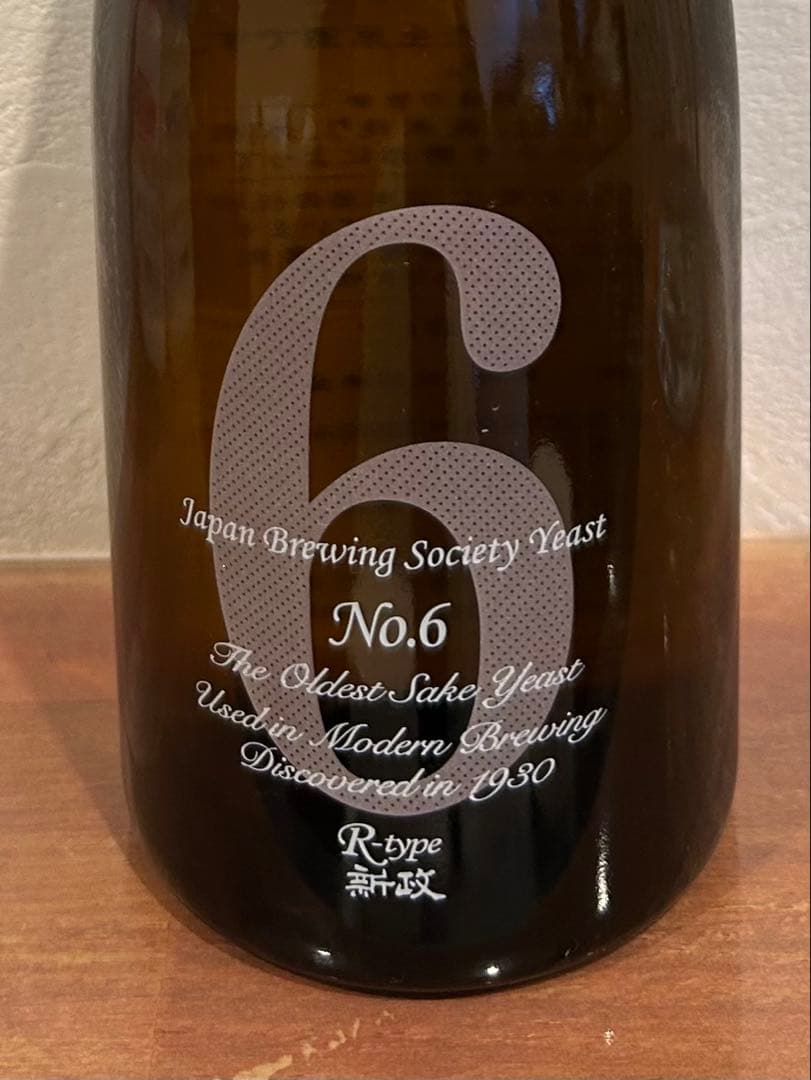 6
Japan Brewing Society Yeast
No.6
The Oldest Sake Yeast
Used in Modern Brewing
Discovered in 1930
R-type
新政